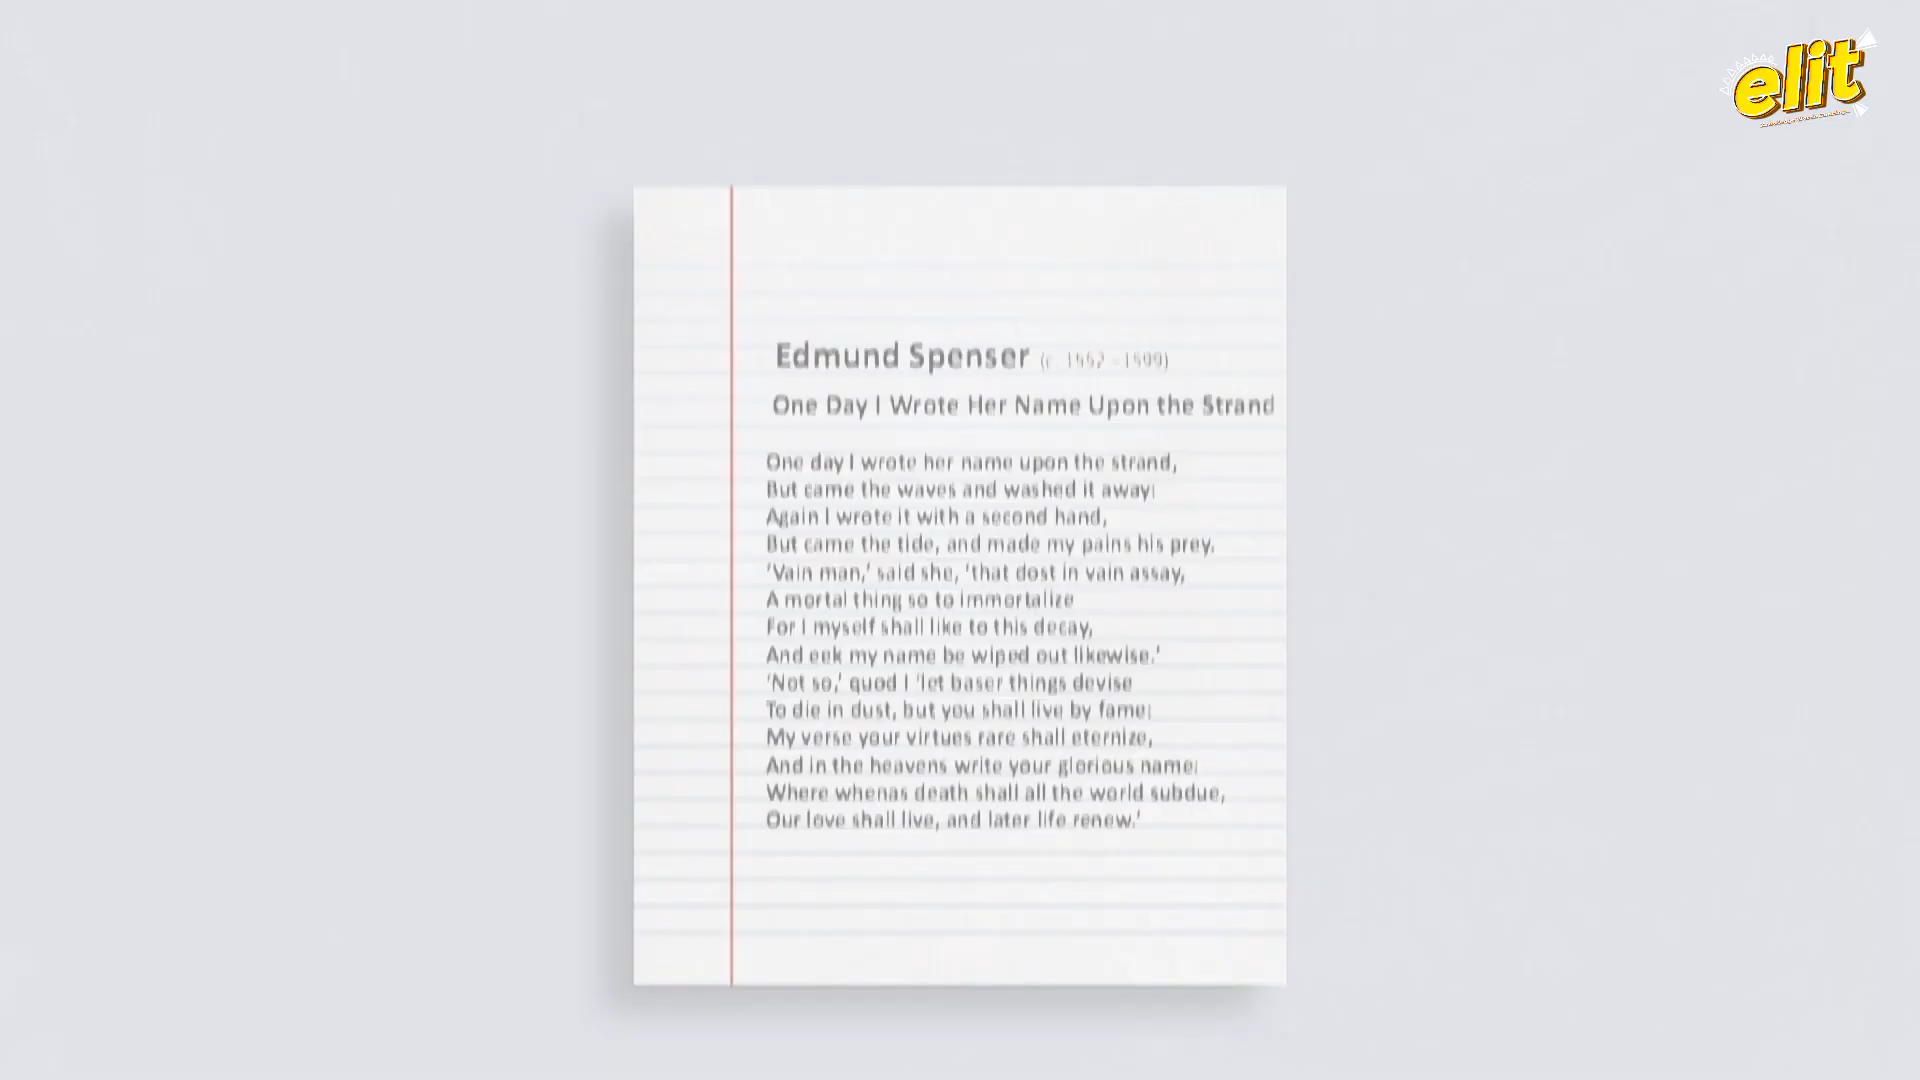 elit
Edmund Spenser (c. 1552 - 1599)
One Day I Wrote Her Name Upon the Strand
One day I wrote her name upon the strand,
But came the waves and washed it away:
Again I wrote it with a second hand,
But came the tide, and made my pains his prey.
‘Vain man,’ said she, ‘that dost in vain assay,
A mortal thing so to immortalize
For I myself shall like to this decay,
And eek my name be wiped out likewise.’
‘Not so,’ quod I ‘let baser things devise
To die in dust, but you shall live by fame:
My verse your virtues rare shall eternize,
And in the heavens write your glorious name:
Where whenas death shall all the world subdue,
Our love shall live, and later life renew.’